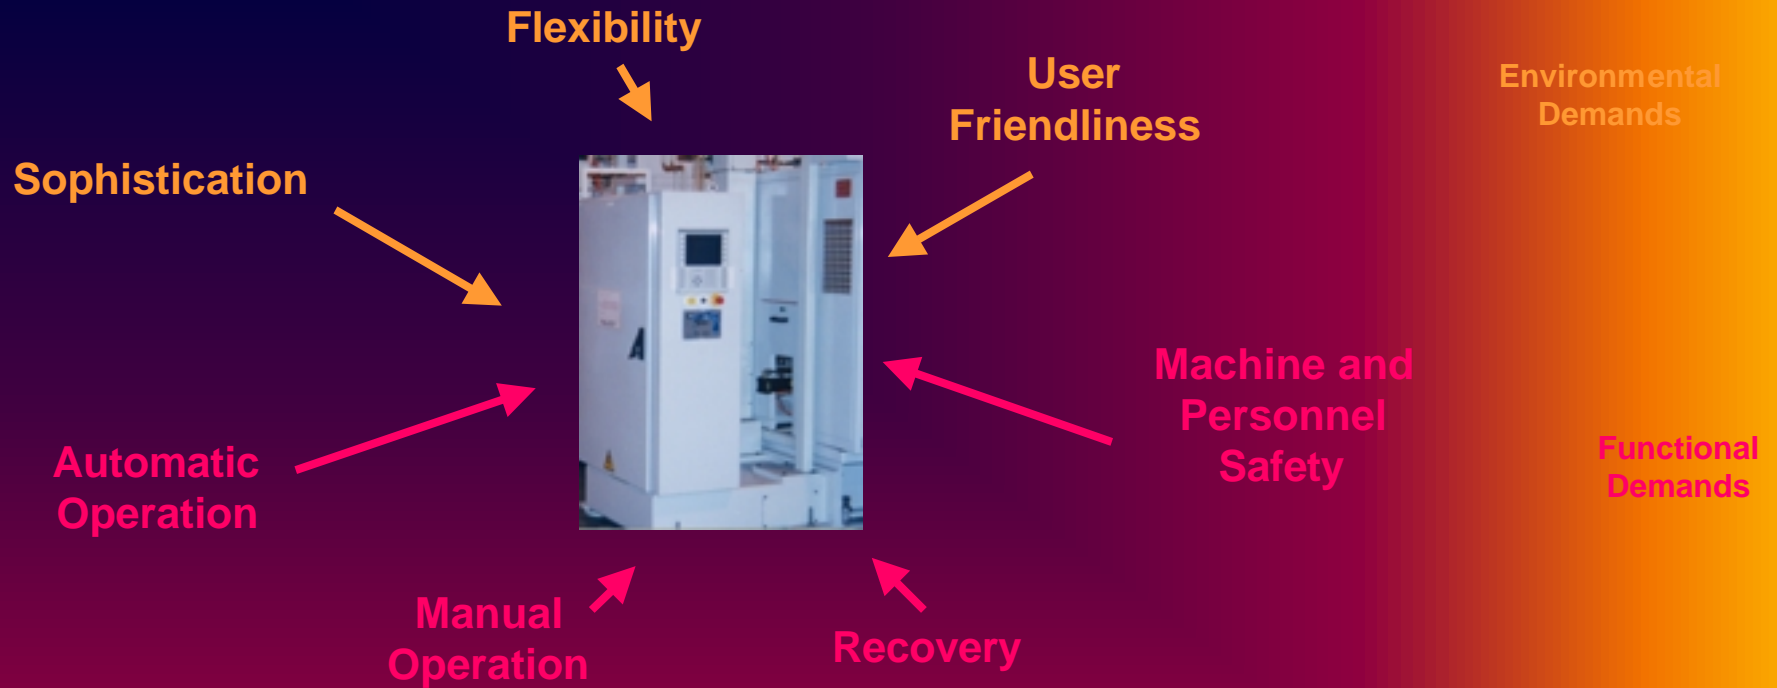 Flexibility
User
Friendliness
Environmental
Demands
Sophistication
Machine and
Personnel
Safety
Automatic
Operation
Functional
Demands
Manual
Operation
Recovery